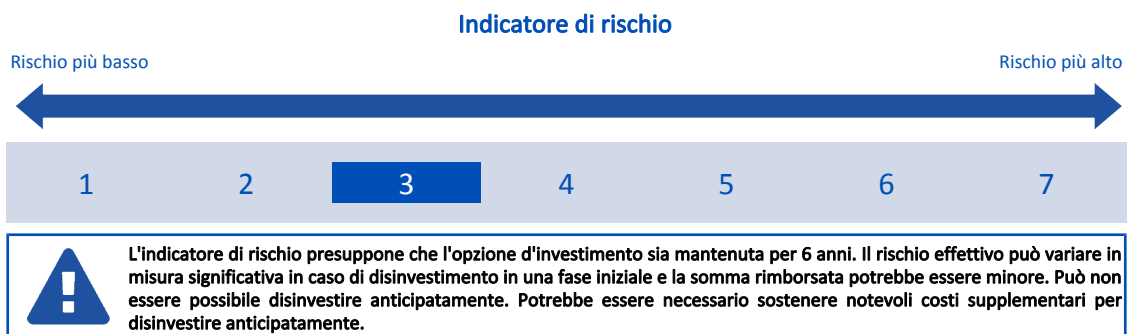 Indicatore di rischio
Rischio più basso Rischio più alto
1 2 3 4 5 6 7
L'indicatore di rischio presuppone che l'opzione d'investimento sia mantenuta per 6 anni. Il rischio effettivo può variare in
misura significativa in caso di disinvestimento in una fase iniziale e la somma rimborsata potrebbe essere minore. Può non
essere possibile disinvestire anticipatamente. Potrebbe essere necessario sostenere notevoli costi supplementari per
disinvestire anticipatamente.